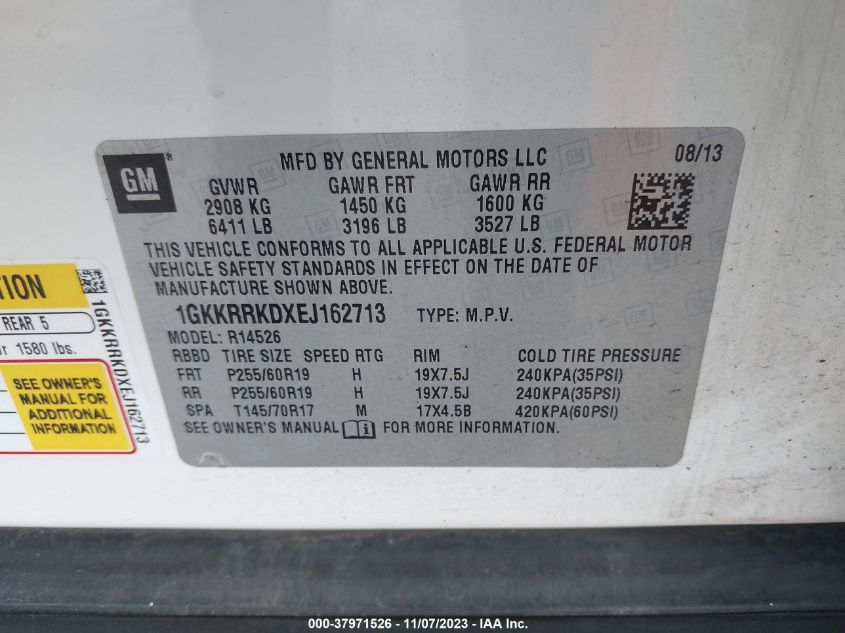 GM
®
MFD BY GENERAL MOTORS LLC
08/13
GVWR GAWR FRT GAWR RR
2908 KG 1450 KG 1600 KG
6411 LB 3196 LB 3527 LB
THIS VEHICLE CONFORMS TO ALL APPLICABLE U.S. FEDERAL MOTOR
VEHICLE SAFETY STANDARDS IN EFFECT ON THE DATE OF
MANUFACTURE SHOWN ABOVE.
1GKKRRKDXEJ162713 TYPE: M.P.V.
MODEL: R14526
RBBD TIRE SIZE SPEED RTG RIM COLD TIRE PRESSURE
FRT P255/60R19 H 19X7.5J 240KPA(35PSI)
RR P255/60R19 H 19X7.5J 240KPA(35PSI)
SPA T145/70R17 M 17X4.5B 420KPA(60PSI)
SEE OWNER'S MANUAL i FOR MORE INFORMATION.
REAR 5
1580 lbs.
SEE OWNER'S
MANUAL FOR
ADDITIONAL
INFORMATION
1GKKRRKDXEJ162713
000-37971526 - 11/07/2023 - IAA Inc.